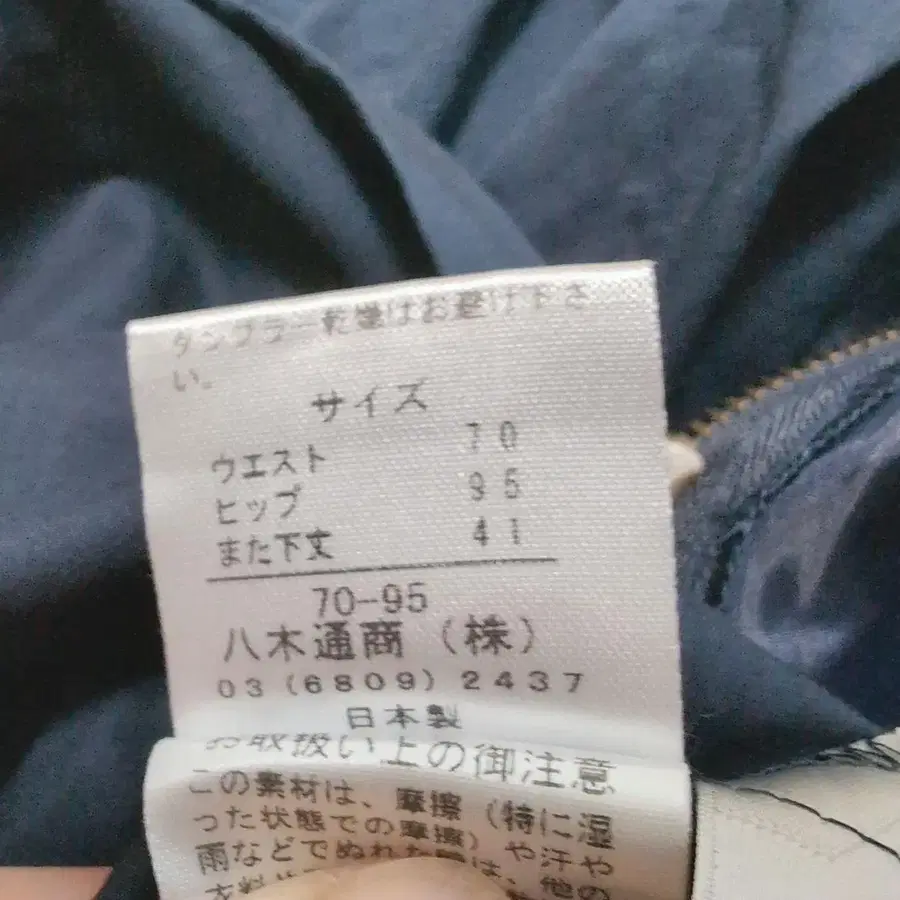 タンブラー乾燥はお避け下さ
い。
サイズ
ウエスト 70
ヒップ 95
また下丈 41
70-95
八木通商（株）
03(6809)2437
日本製
お取扱い上の御注意
この素材は、摩擦（特に湿
った状態での摩擦）や汗や
雨などでぬれた
は、他の